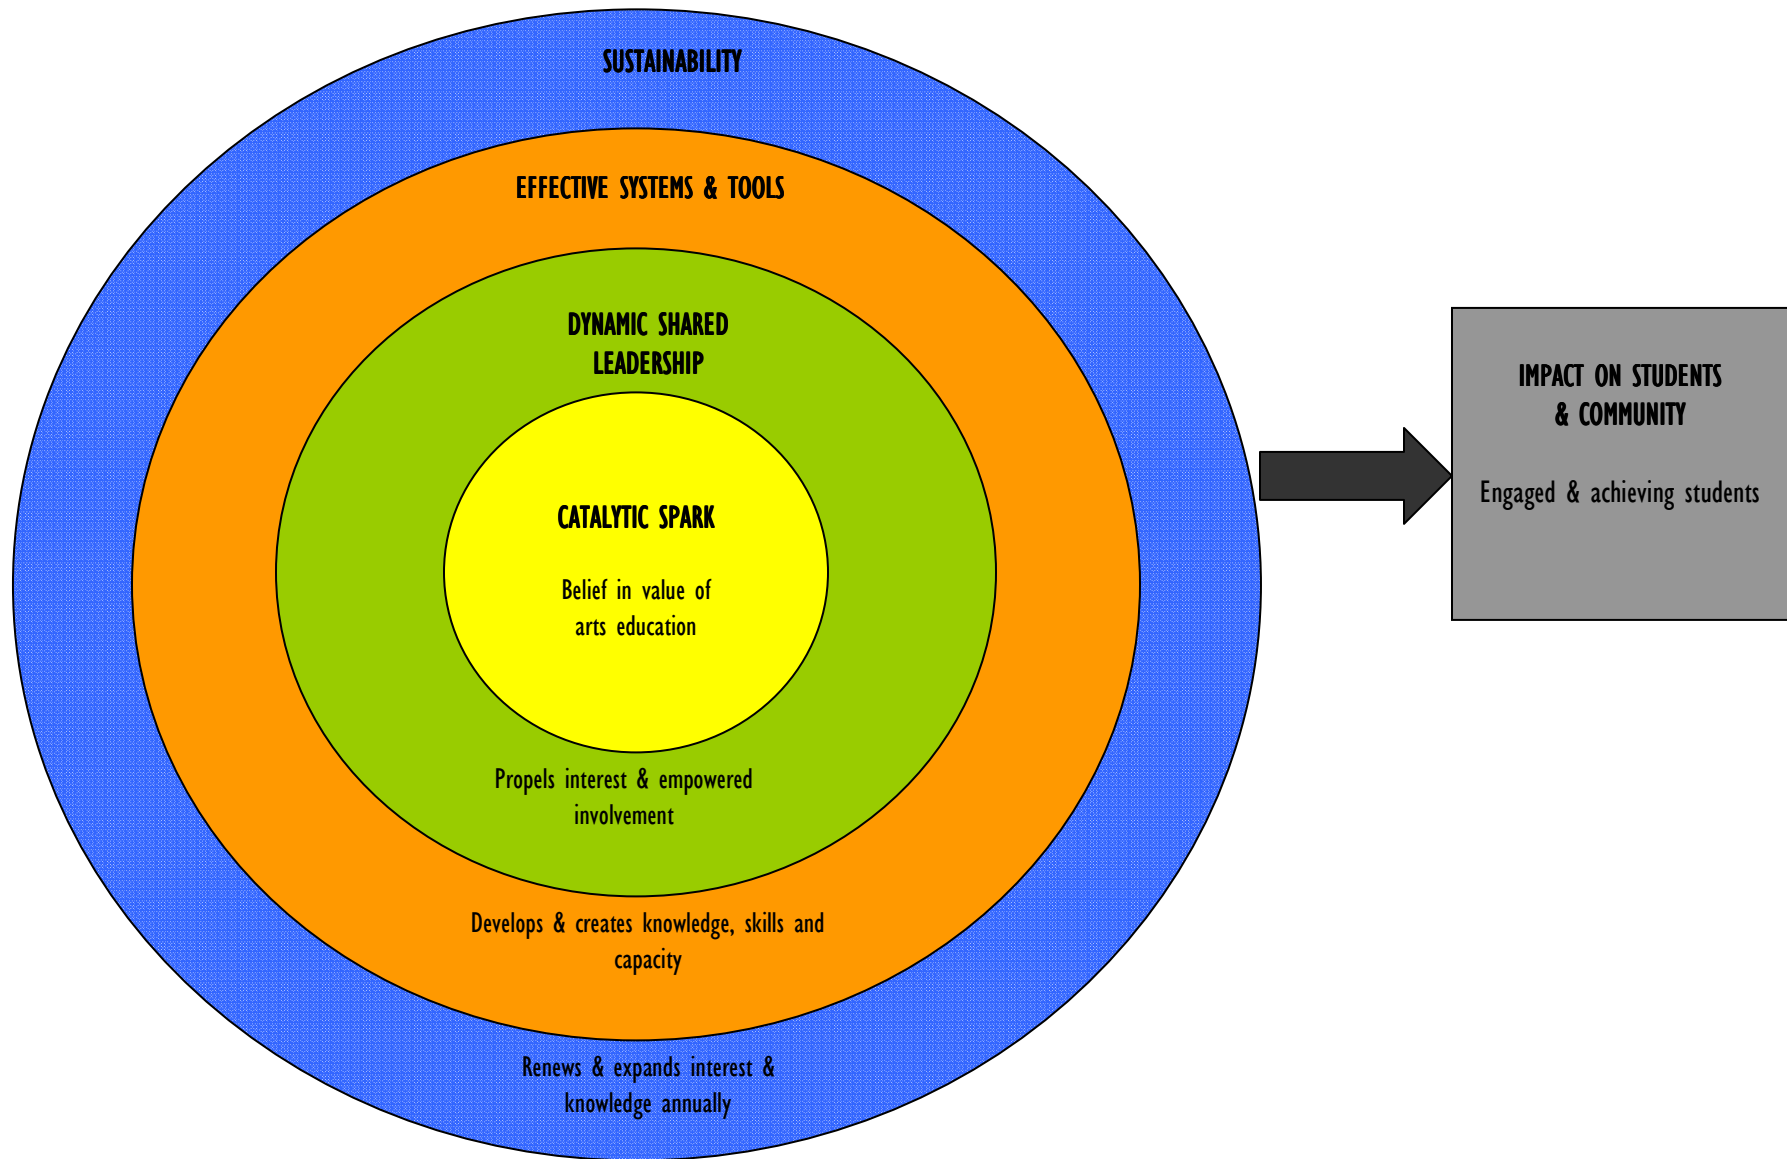 SUSTAINABILITY
EFFECTIVE SYSTEMS & TOOLS
DYNAMIC SHARED
LEADERSHIP
CATALYTIC SPARK
Belief in value of
arts education
Propels interest & empowered
involvement
Develops & creates knowledge, skills and
capacity
Renews & expands interest &
knowledge annually
IMPACT ON STUDENTS
& COMMUNITY
Engaged & achieving students